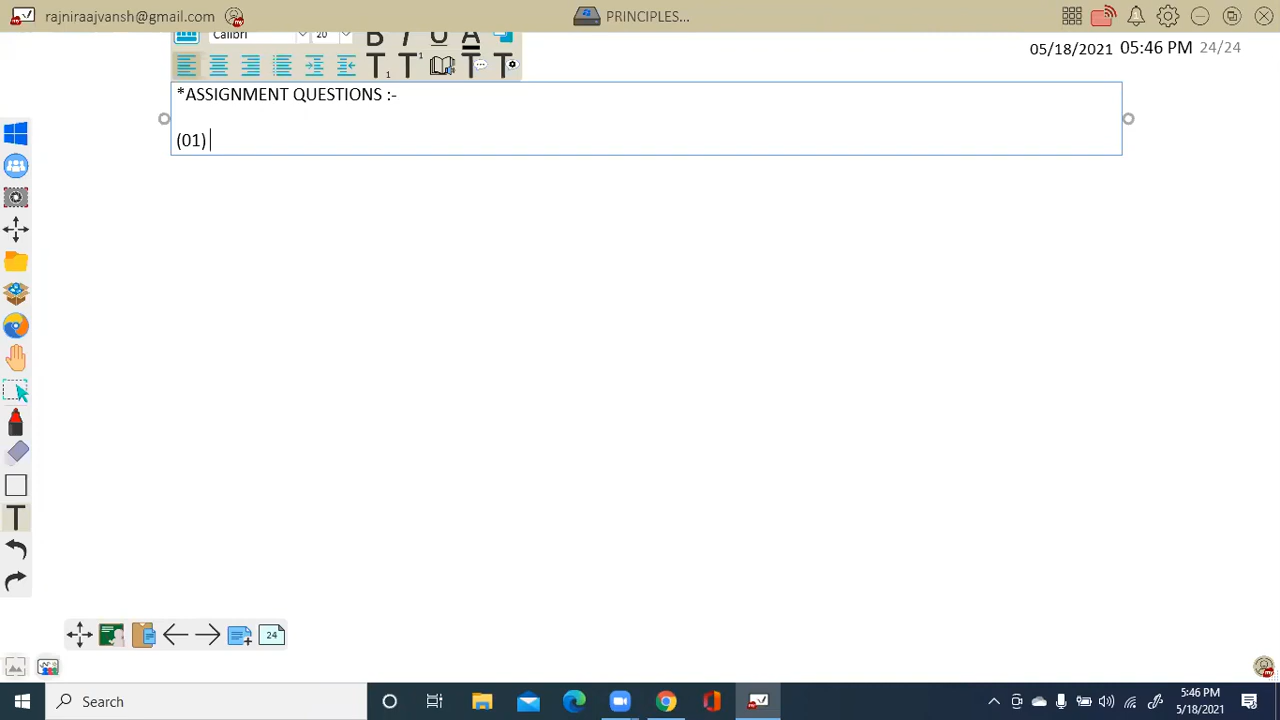 rajniraajvansh@gmail.com
PRINCIPLES...
Calibri
20
B I U A
05/18/2021 05:46 PM 24/24
*ASSIGNMENT QUESTIONS :-
(01)
24
Search
5:46 PM
5/18/2021